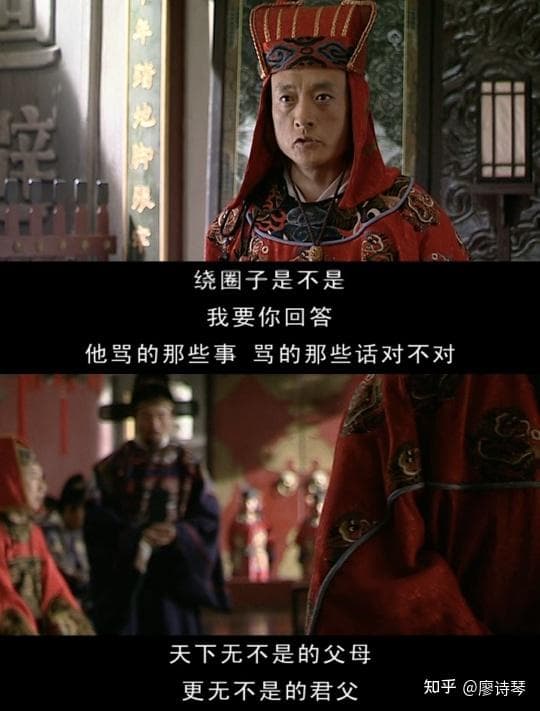 绕圈子是不是
我要你回答
他骂的那些事 骂的那些话对不对
天下无不是的父母
更无不是的君父
知乎 @廖诗琴